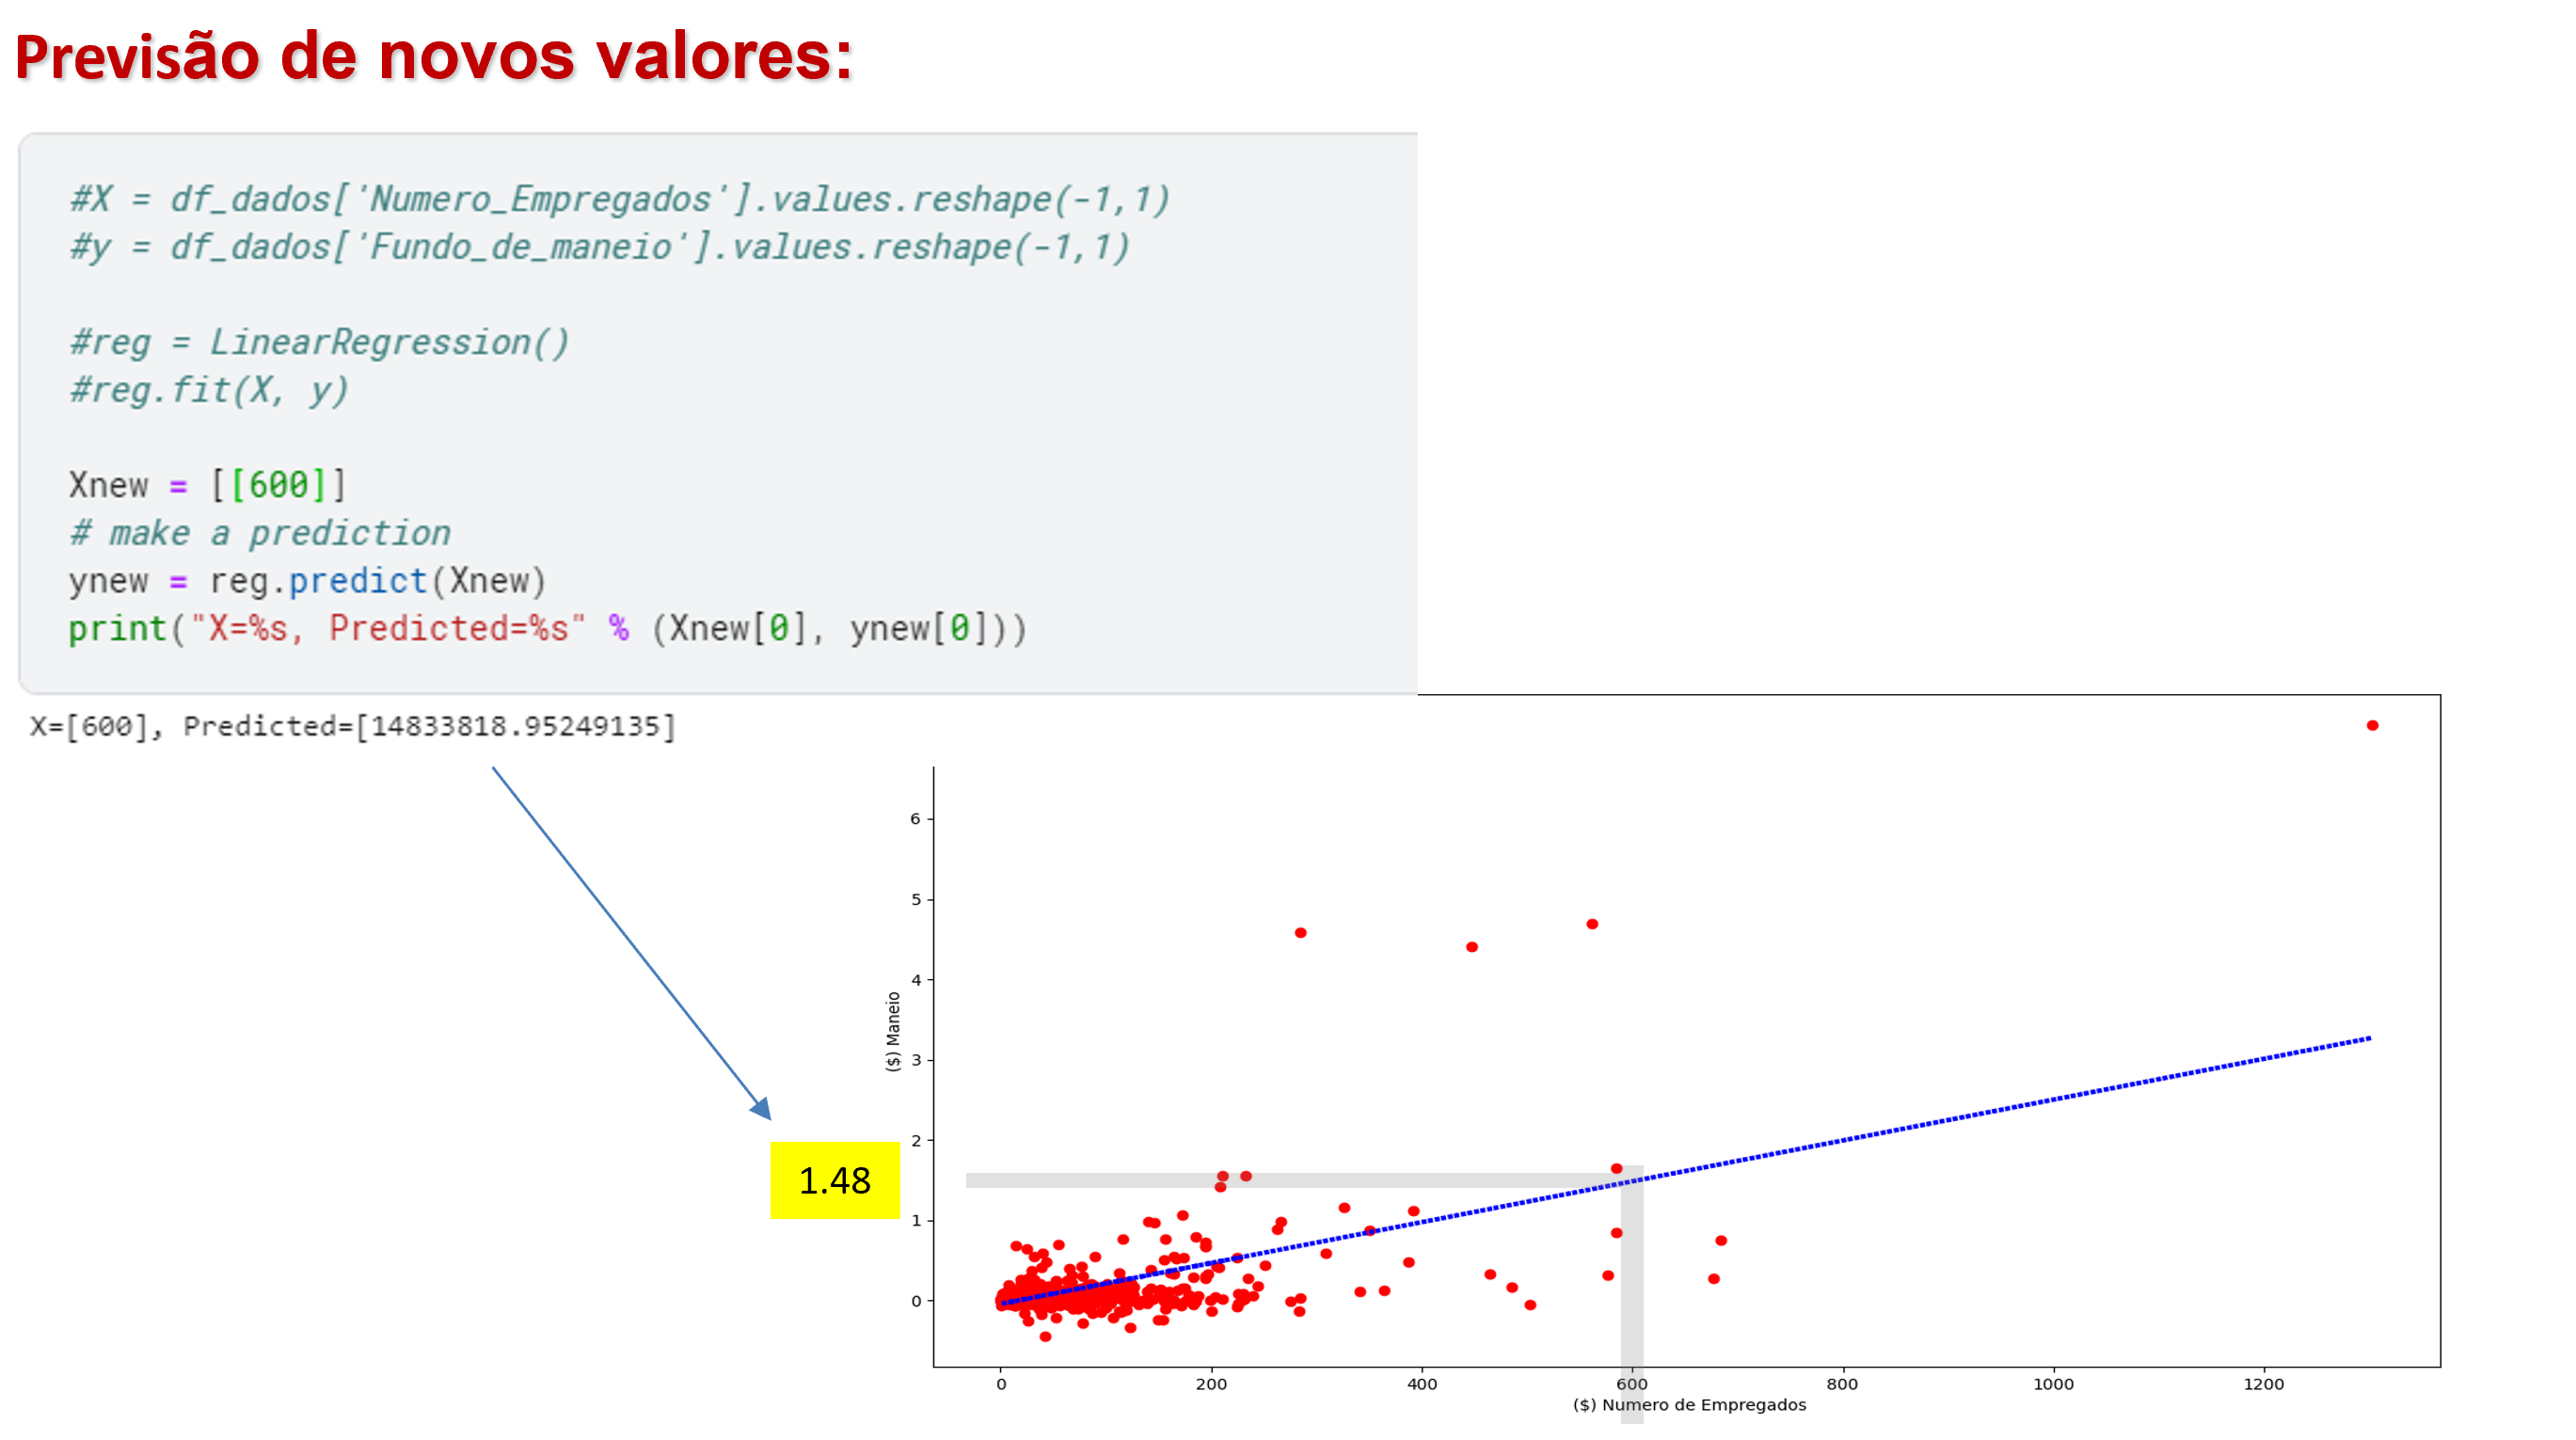 Previsão de novos valores:
#X = df_dados['Numero_Empregados'].values.reshape(-1,1)
#y = df_dados['Fundo_de_maneio'].values.reshape(-1,1)
#reg = LinearRegression()
#reg.fit(X, y)
Xnew = [[600]]
# make a prediction
ynew = reg.predict(Xnew)
print("X=%s, Predicted=%s" % (Xnew[0], ynew[0]))
X=[600], Predicted=[14833818.95249135]
1.48
6
5
4
3
2
1
0
($) Maneio
0 200 400 600 800 1000 1200
($) Numero de Empregados